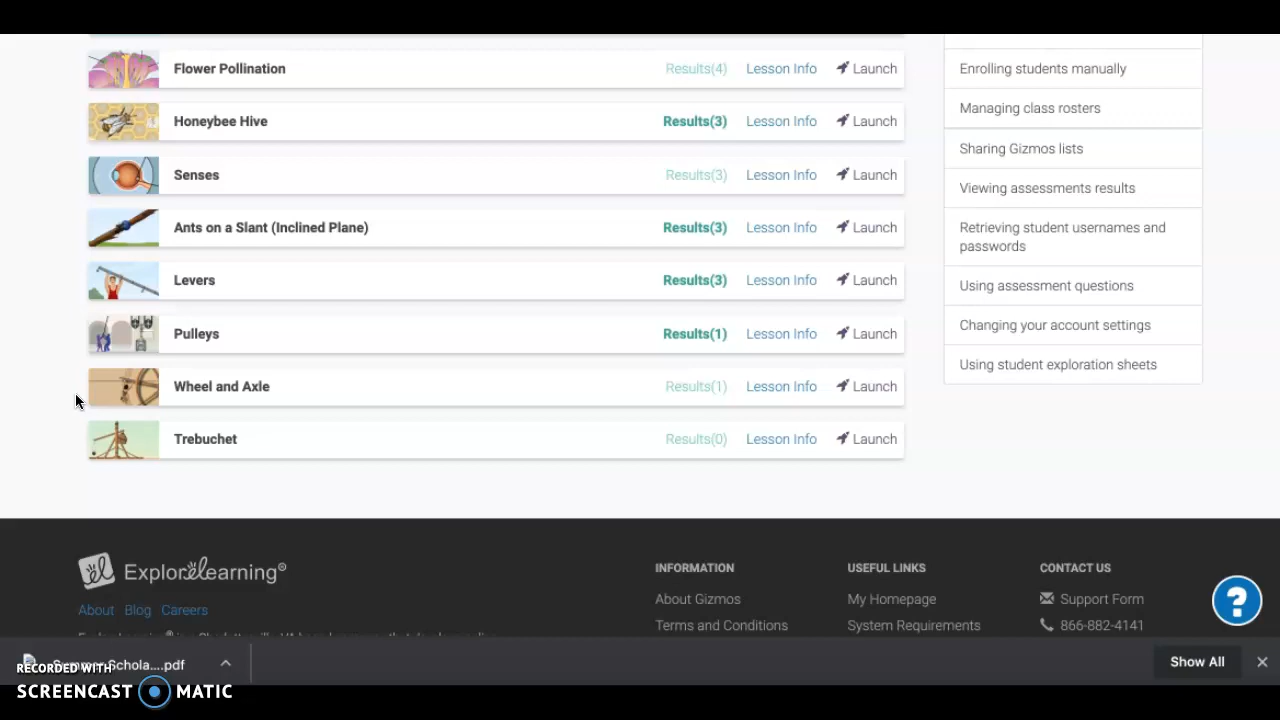 Flower Pollination Results(4) Lesson Info Launch
Honeybee Hive Results(3) Lesson Info Launch
Senses Results(3) Lesson Info Launch
Ants on a Slant (Inclined Plane) Results(3) Lesson Info Launch
Levers Results(3) Lesson Info Launch
Pulleys Results(1) Lesson Info Launch
Wheel and Axle Results(1) Lesson Info Launch
Trebuchet Results(0) Lesson Info Launch
Enrolling students manually
Managing class rosters
Sharing Gizmos lists
Viewing assessments results
Retrieving student usernames and
passwords
Using assessment questions
Changing your account settings
Using student exploration sheets
ExploreLearning®
About Blog Careers
INFORMATION
About Gizmos
Terms and Conditions
USEFUL LINKS
My Homepage
System Requirements
CONTACT US
Support Form
866-882-4141
?
Schola....pdf
Show All
RECORDED WITH
SCREENCAST MATIC